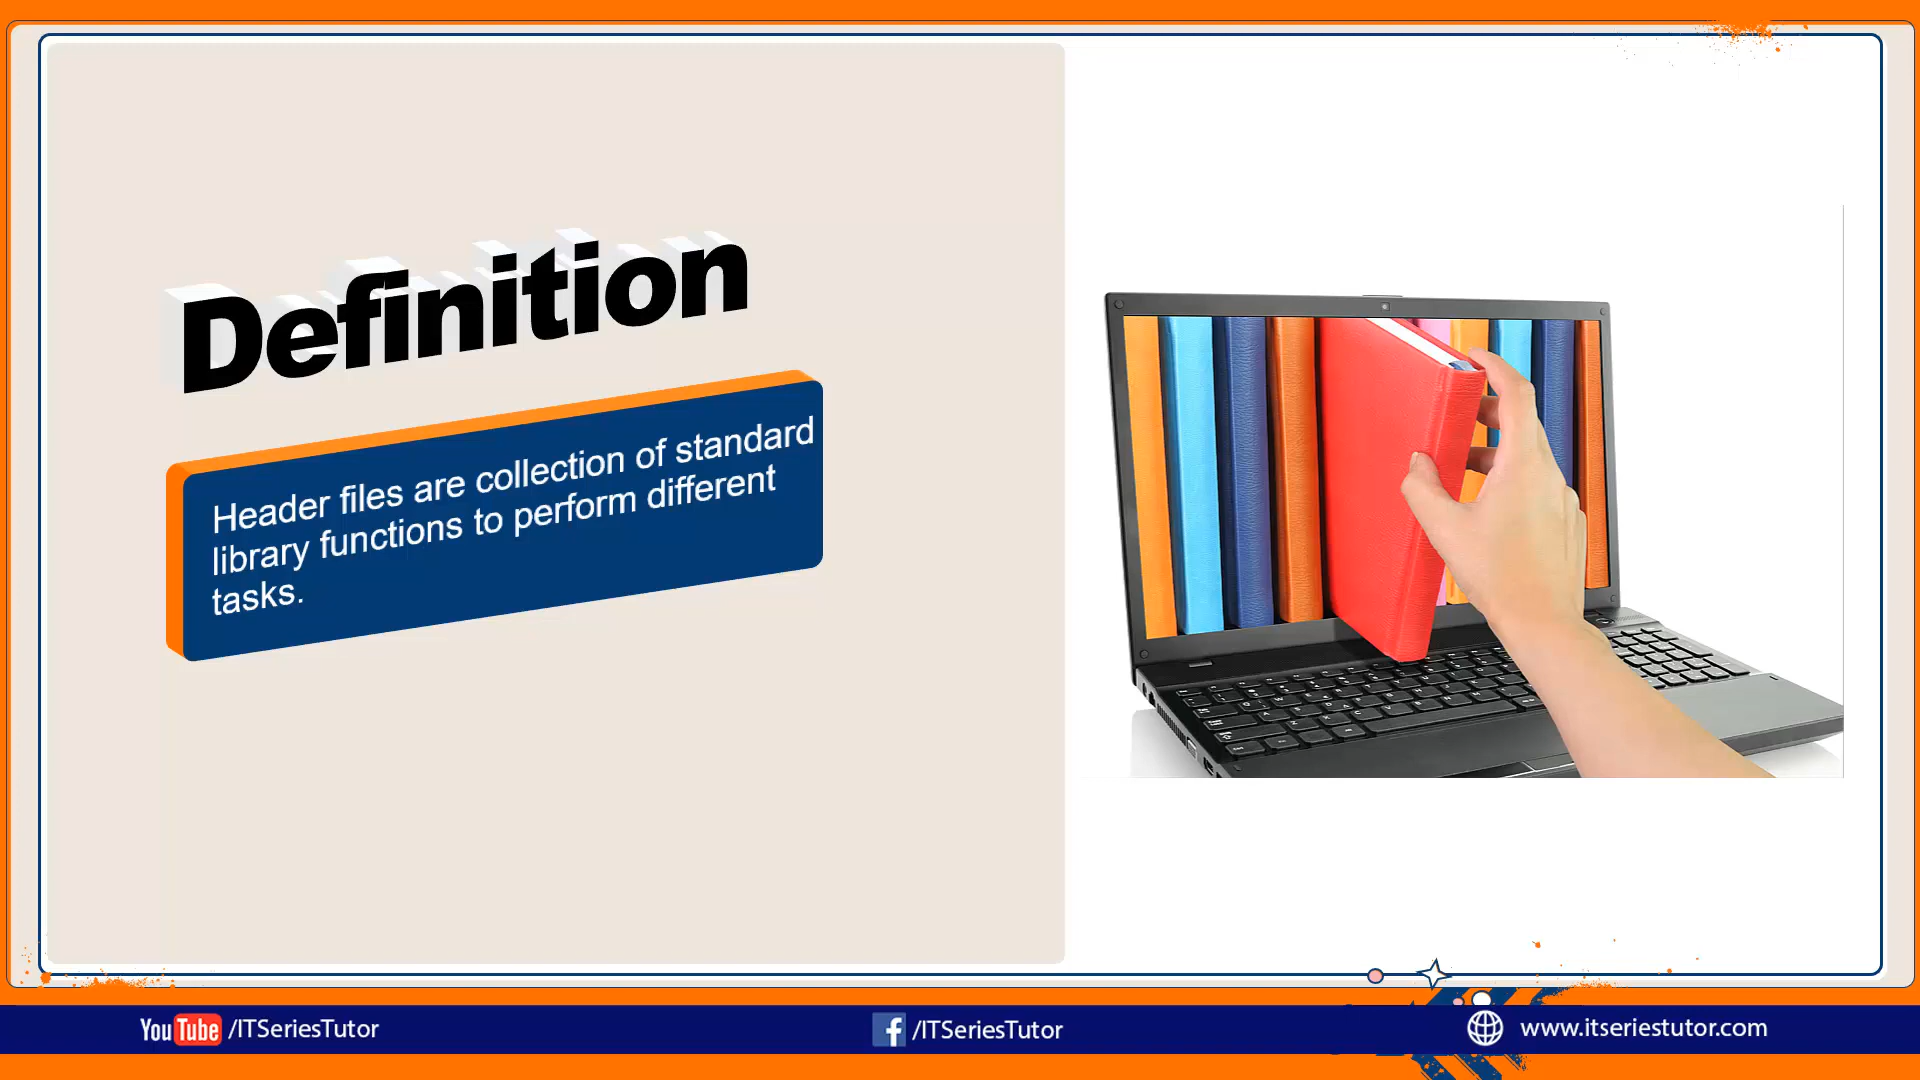 Definition
Header files are collection of standard
library functions to perform different
tasks.
YouTube /ITSeriesTutor
f /ITSeriesTutor
www.itseriestutor.com